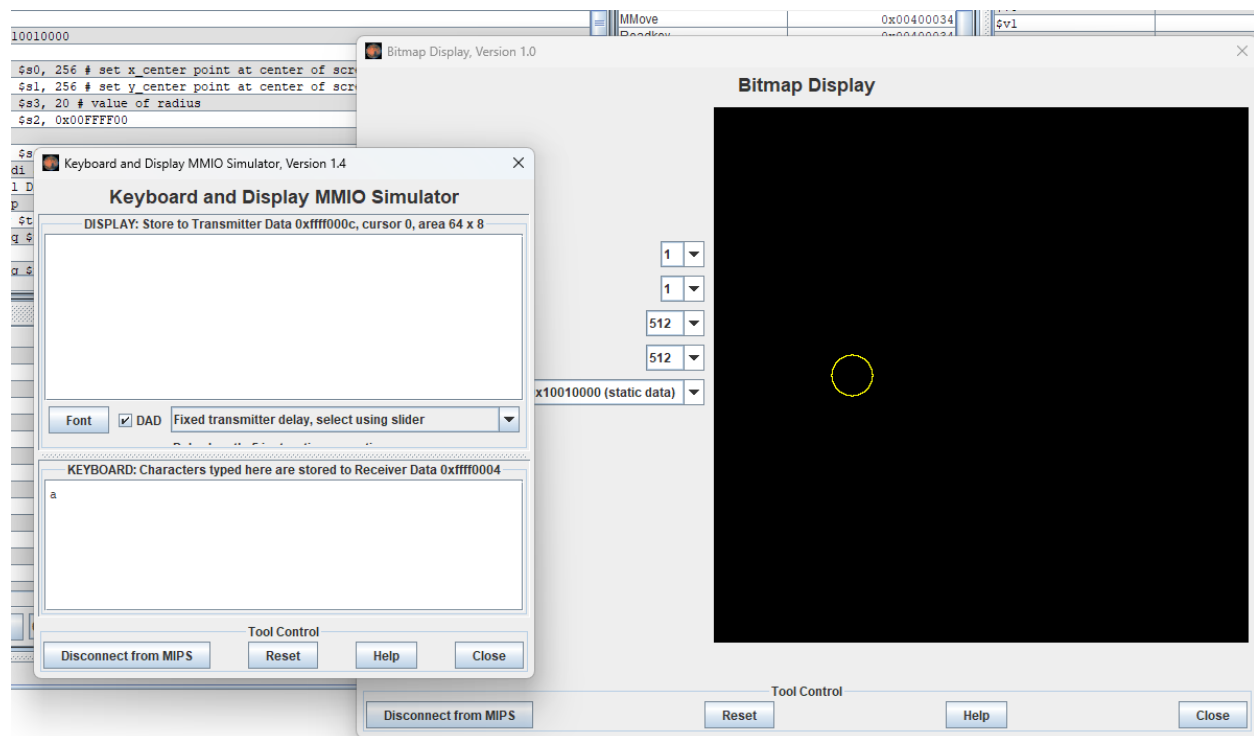 MMove 0x00400034
$v1
10010000
Bitmap Display, Version 1.0
$s0, 256 # set x_center point at center of scr
$s1, 256 # set y_center point at center of scr
$s3, 20 # value of radius
$s2, 0x00FFFF00
Bitmap Display
1
1
512
512
x10010000 (static data)
Keyboard and Display MMIO Simulator, Version 1.4
Keyboard and Display MMIO Simulator
DISPLAY: Store to Transmitter Data 0xffff000c, cursor 0, area 64 x 8
Font DAD Fixed transmitter delay, select using slider
KEYBOARD: Characters typed here are stored to Receiver Data 0xffff0004
a
Tool Control
Disconnect from MIPS Reset Help Close
Tool Control
Disconnect from MIPS Reset Help Close